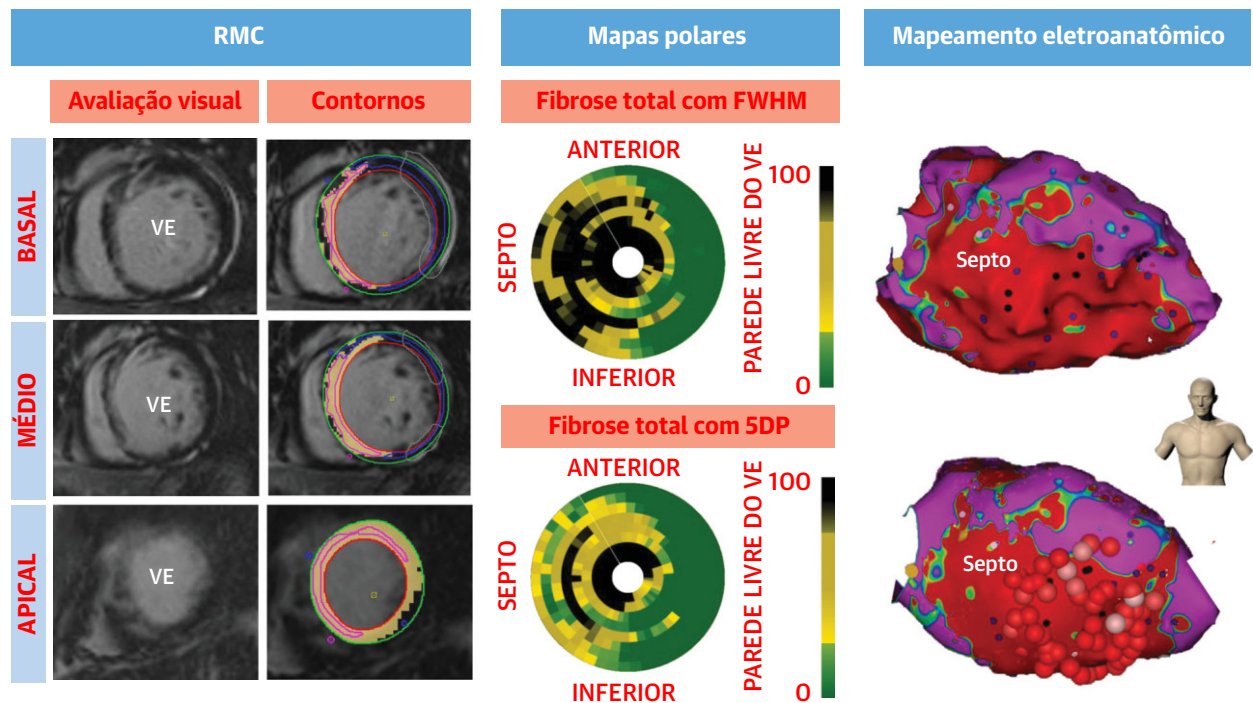 RMC
Mapas polares
Mapeamento eletroanatômico
Avaliação visual
Contornos
Fibrose total com FWHM
BASAL
VE
MÉDIO
VE
APICAL
VE
ANTERIOR
SEPTO
INFERIOR
PAREDE LIVRE DO VE
100
0
Fibrose total com 5DP
ANTERIOR
SEPTO
INFERIOR
PAREDE LIVRE DO VE
100
0
Septo
Septo